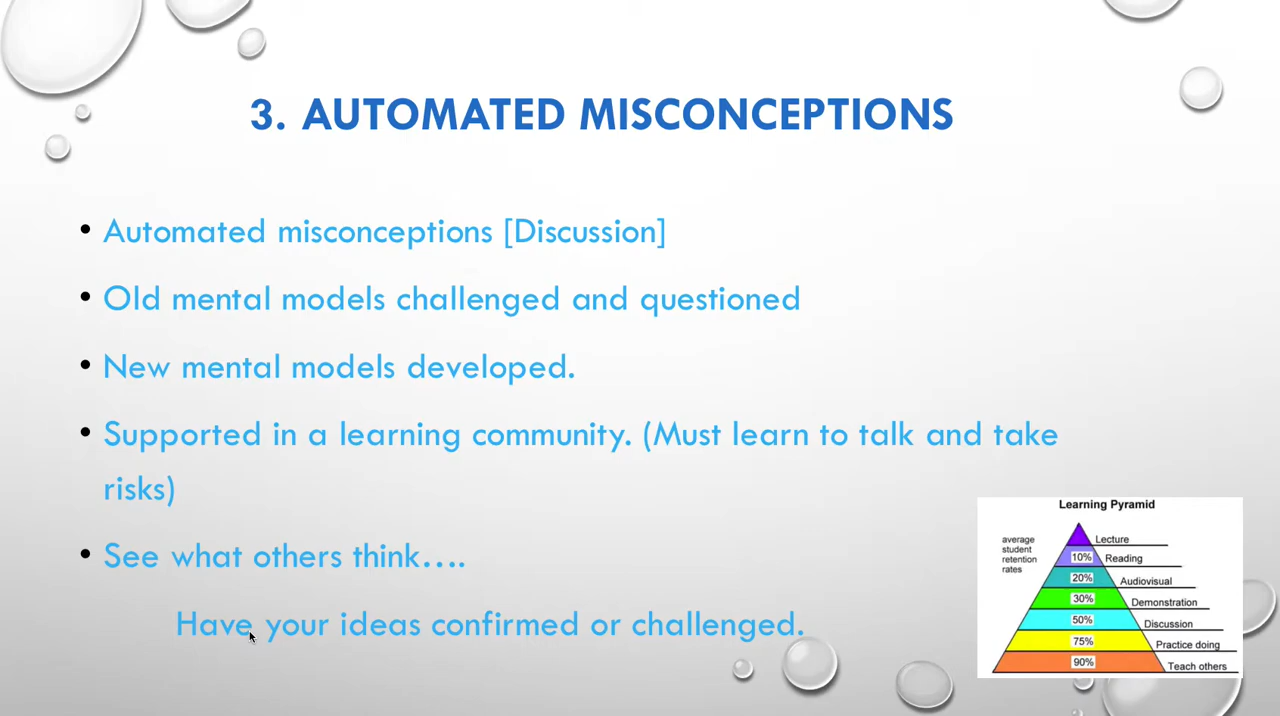 3. AUTOMATED MISCONCEPTIONS
• Automated misconceptions [Discussion]
• Old mental models challenged and questioned
• New mental models developed.
• Supported in a learning community. (Must learn to talk and take
risks)
• See what others think….
Have your ideas confirmed or challenged.
Learning Pyramid
average
student
retention
rates
Lecture
10% Reading
20% Audiovisual
30% Demonstration
50% Discussion
75% Practice doing
90% Teach others